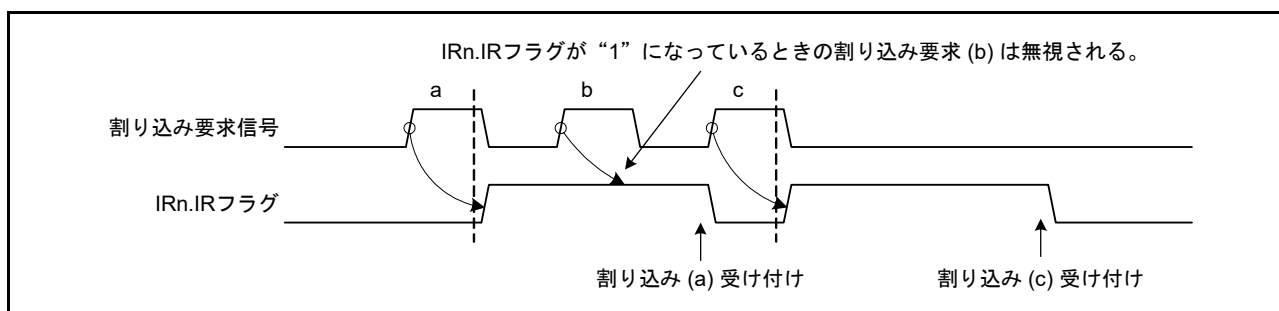 IRn.IRフラグが“1”になっているときの割り込み要求 (b) は無視される。
a
b
c
割り込み要求信号
IRn.IRフラグ
割り込み (a) 受け付け
割り込み (c) 受け付け